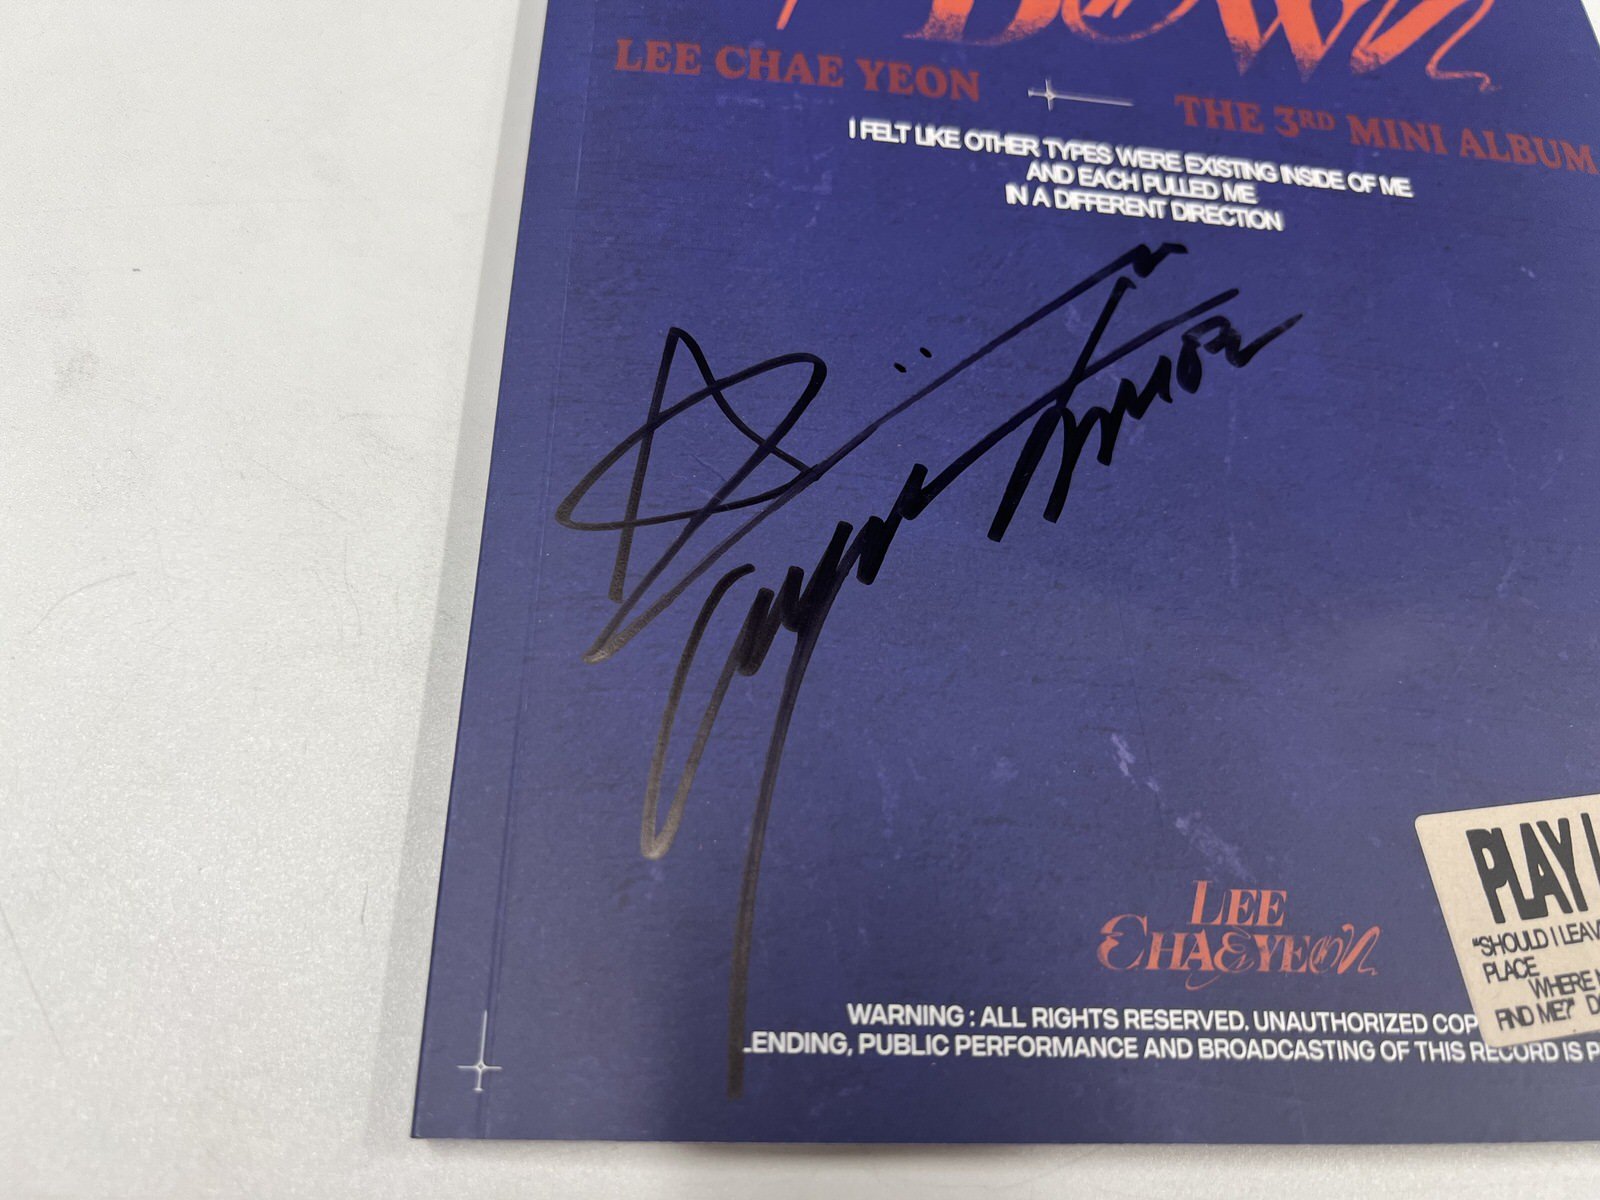 DOWN
LEE CHAE YEON
THE 3RD MINI ALBUM
I FELT LIKE OTHER TYPES WERE EXISTING INSIDE OF ME
AND EACH PULLED ME
IN A DIFFERENT DIRECTION
LEE
CHAEYEON
PLAY
"SHOULD I LEAV
PLACE
WHERE
FIND ME?"
WARNING : ALL RIGHTS RESERVED. UNAUTHORIZED COP
LENDING, PUBLIC PERFORMANCE AND BROADCASTING OF THIS RECORD IS P